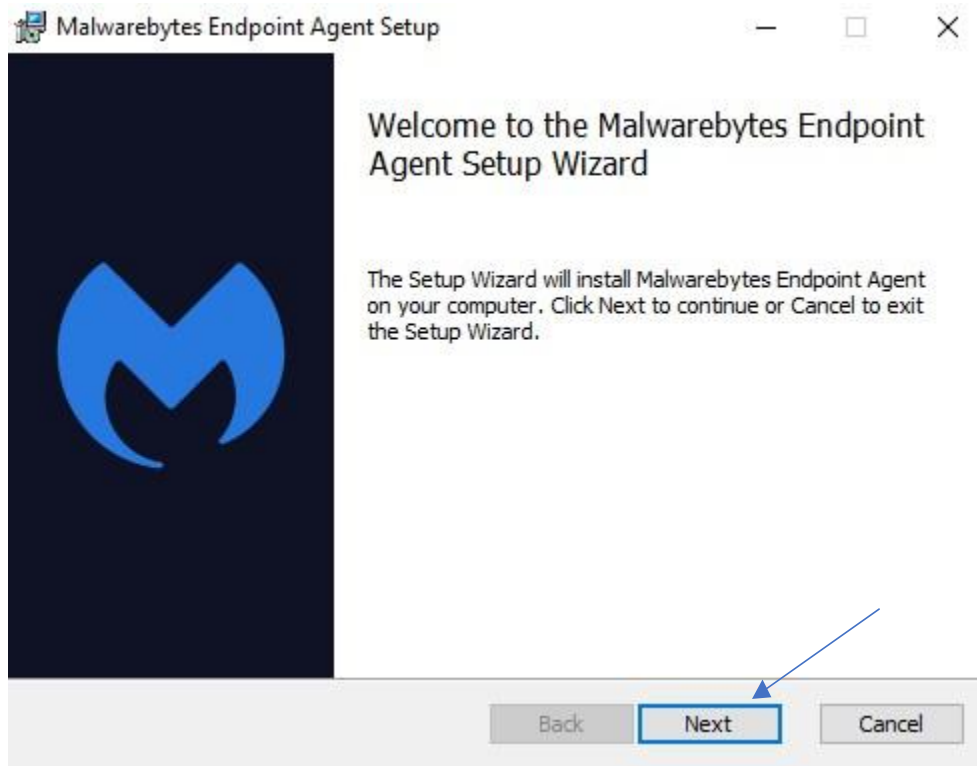 Malwarebytes Endpoint Agent Setup
Welcome to the Malwarebytes Endpoint
Agent Setup Wizard
The Setup Wizard will install Malwarebytes Endpoint Agent
on your computer. Click Next to continue or Cancel to exit
the Setup Wizard.
Back Next Cancel